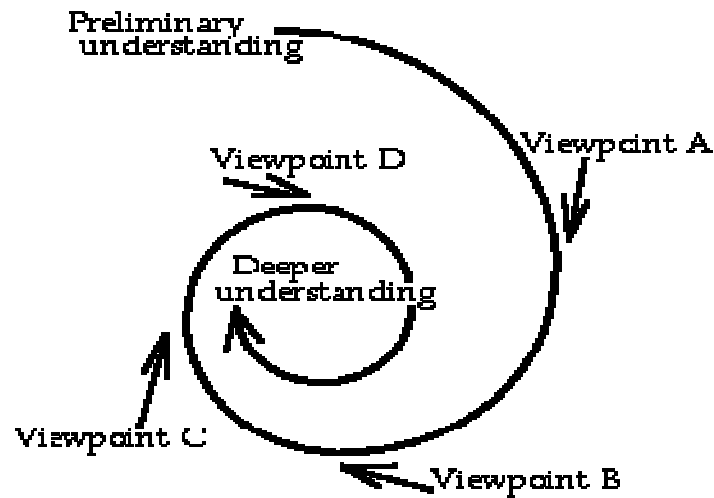 Preliminary
understanding
Viewpoint A
Viewpoint D
Deeper
understanding
Viewpoint C
Viewpoint B